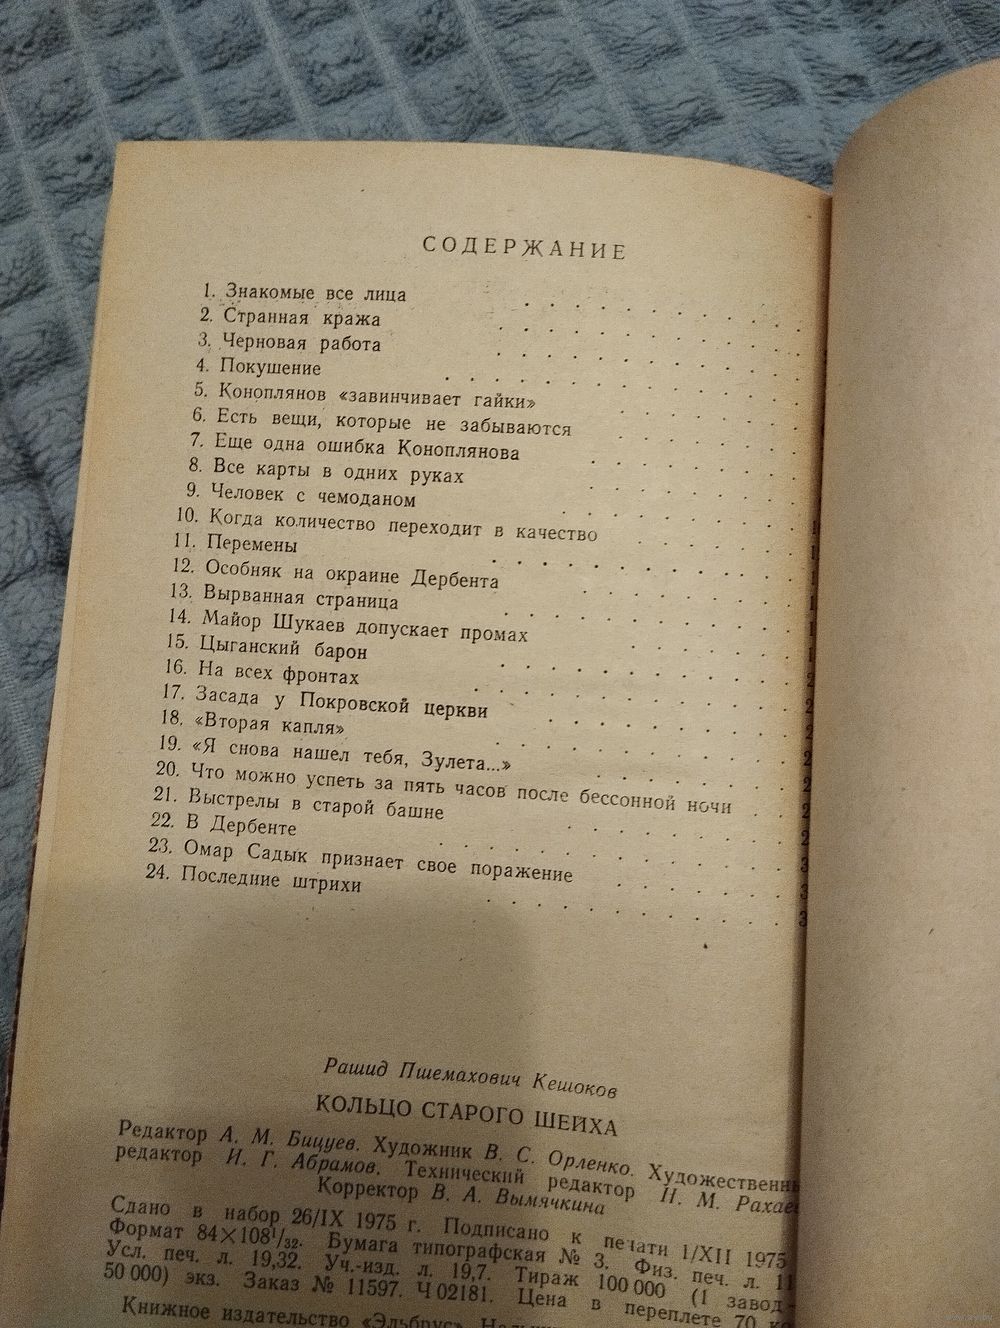 СОДЕРЖАНИЕ
1. Знакомые все лица
2. Странная кража
3. Черновая работа
4. Покушение
5. Коноплянов «завинчивает гайки»
6. Есть вещи, которые не забываются
7. Еще одна ошибка Коноплянова
8. Все карты в одних руках
9. Человек с чемоданом
10. Когда количество переходит в качество
11. Перемены
12. Особняк на окраине Дербента
13. Вырванная страница
14. Майор Шукаев допускает промах
15. Цыганский барон
16. На всех фронтах
17. Засада у Покровской церкви
18. «Вторая капля»
19. «Я снова нашел тебя, Зулета...»
20. Что можно успеть за пять часов после бессонной ночи
21. Выстрелы в старой башне
22. В Дербенте
23. Омар Садык признает свое поражение
24. Последние штрихи
Рашид Пшемахович Кешоков
КОЛЬЦО СТАРОГО ШЕЙХА
Редактор А. М. Бицуев. Художник В. С. Орленко. Художественны
редактор И. Г. Абрамов. Технический редактор Н. М. Рахае
Корректор В. А. Вымячкина
Сдано в набор 26/IX 1975 г. Подписано к печати 1/XII 1975
Формат 84×108¹/₃₂. Бумага типографская № 3. Физ. печ. л. 11
Усл. печ. л. 19,32. Уч.-изд. л. 19,7. Тираж 100 000 (1 завод-
50 000) экз. Заказ № 11597. Ч 02181. Цена в переплете 70 ко
Книжное издательство «Эльбрус»